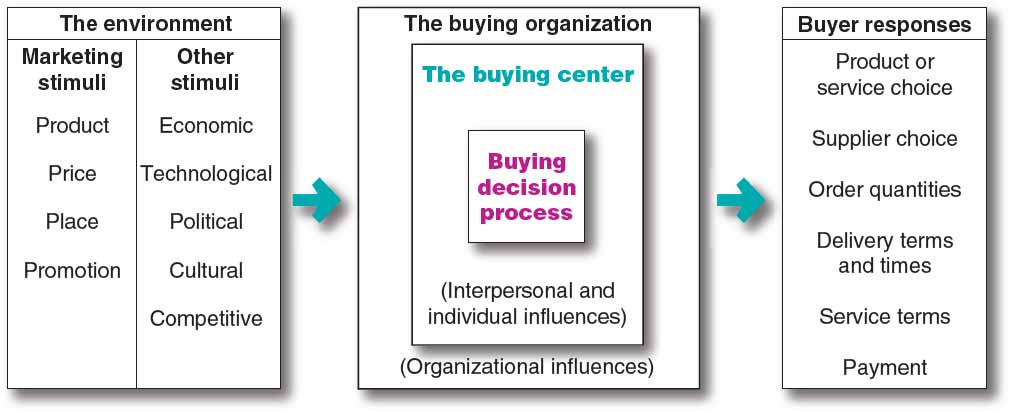 The environment
Marketing
stimuli
Product
Price
Place
Promotion
Other
stimuli
Economic
Technological
Political
Cultural
Competitive
The buying organization
The buying center
Buying
decision
process
(Interpersonal and
individual influences)
(Organizational influences)
Buyer responses
Product or
service choice
Supplier choice
Order quantities
Delivery terms
and times
Service terms
Payment